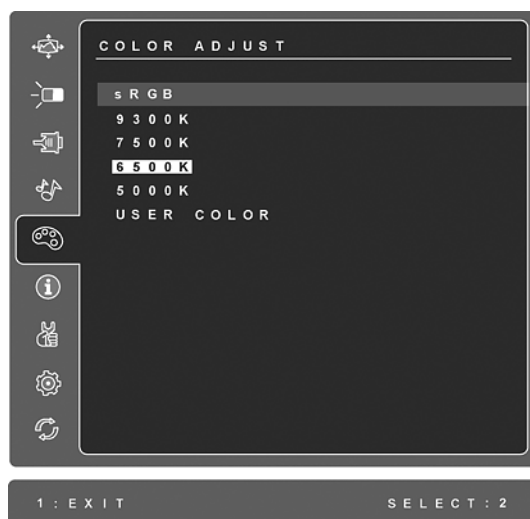 COLOR ADJUST
sRGB
9300K
7500K
6500K
5000K
USER COLOR
1:EXIT SELECT:2